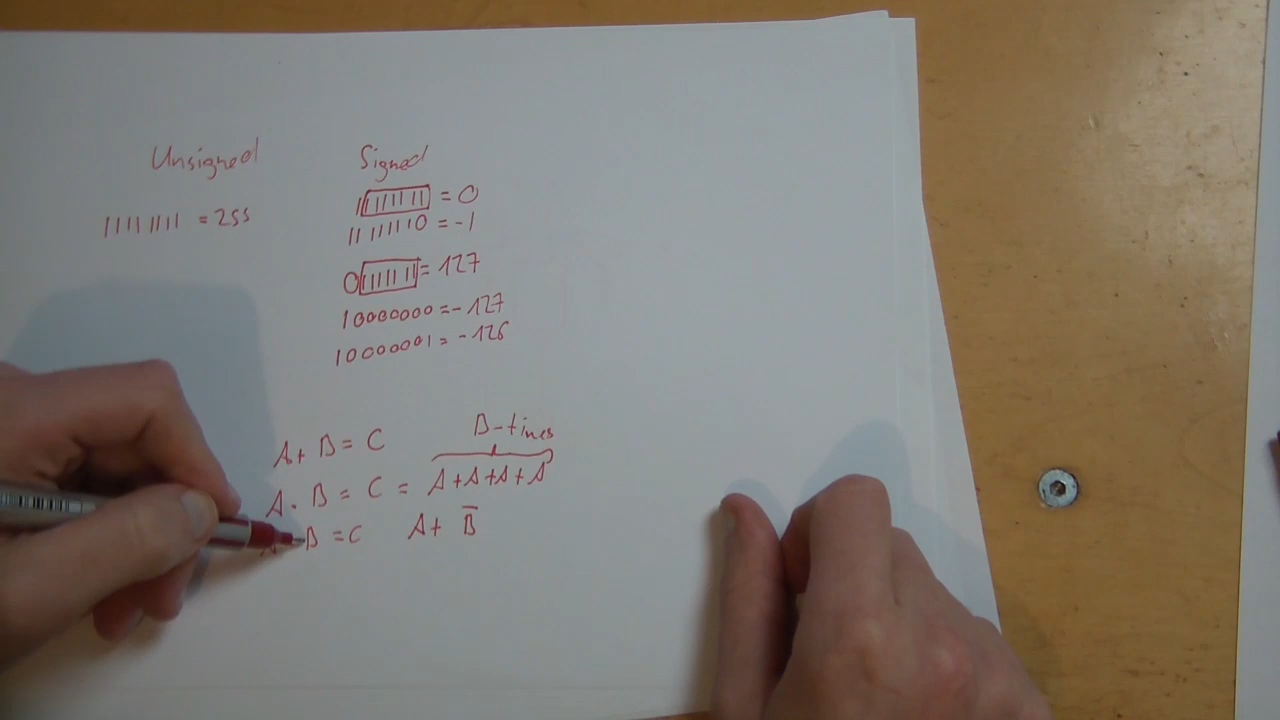 Unsigned
11111111 = 255
Signed
11111111 = 0
11111110 = -1
01111111 = 127
10000000 = -127
10000001 = -126
A + B = C
B-times
A · B = C = A+A+A+A
B = C A + B̅